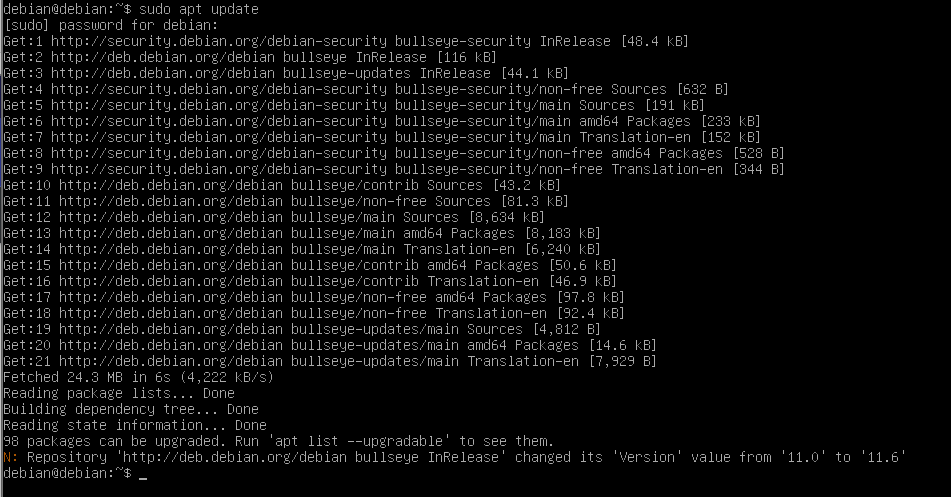 debian@debian:~$ sudo apt update
[sudo] password for debian:
Get:1 http://security.debian.org/debian-security bullseye-security InRelease [48.4 kB]
Get:2 http://deb.debian.org/debian bullseye InRelease [116 kB]
Get:3 http://deb.debian.org/debian bullseye-updates InRelease [44.1 kB]
Get:4 http://security.debian.org/debian-security bullseye-security/non-free Sources [632 B]
Get:5 http://security.debian.org/debian-security bullseye-security/main Sources [191 kB]
Get:6 http://security.debian.org/debian-security bullseye-security/main amd64 Packages [233 kB]
Get:7 http://security.debian.org/debian-security bullseye-security/main Translation-en [152 kB]
Get:8 http://security.debian.org/debian-security bullseye-security/non-free amd64 Packages [528 B]
Get:9 http://security.debian.org/debian-security bullseye-security/non-free Translation-en [344 B]
Get:10 http://deb.debian.org/debian bullseye/contrib Sources [43.2 kB]
Get:11 http://deb.debian.org/debian bullseye/non-free Sources [81.3 kB]
Get:12 http://deb.debian.org/debian bullseye/main Sources [8,634 kB]
Get:13 http://deb.debian.org/debian bullseye/main amd64 Packages [8,183 kB]
Get:14 http://deb.debian.org/debian bullseye/main Translation-en [6,240 kB]
Get:15 http://deb.debian.org/debian bullseye/contrib amd64 Packages [50.6 kB]
Get:16 http://deb.debian.org/debian bullseye/contrib Translation-en [46.9 kB]
Get:17 http://deb.debian.org/debian bullseye/non-free amd64 Packages [97.8 kB]
Get:18 http://deb.debian.org/debian bullseye/non-free Translation-en [92.4 kB]
Get:19 http://deb.debian.org/debian bullseye-updates/main Sources [4,812 B]
Get:20 http://deb.debian.org/debian bullseye-updates/main amd64 Packages [14.6 kB]
Get:21 http://deb.debian.org/debian bullseye-updates/main Translation-en [7,929 B]
Fetched 24.3 MB in 6s (4,222 kB/s)
Reading package lists... Done
Building dependency tree... Done
Reading state information... Done
98 packages can be upgraded. Run 'apt list --upgradable' to see them.
N: Repository 'http://deb.debian.org/debian bullseye InRelease' changed its 'Version' value from '11.0' to '11.6'
debian@debian:~$ _